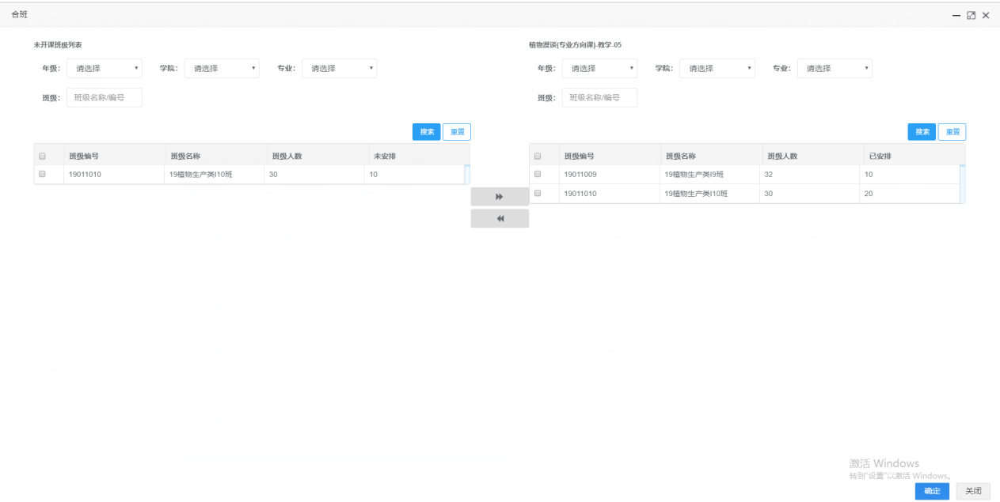 合班
未开课班级列表
年级： 请选择 学院： 请选择 专业： 请选择
班级： 班级名称/编号
搜索 重置
班级编号 班级名称 班级人数 未安排
19011010 19植物生产类I10班 30 10
植物漫谈(专业方向课)-教学-05
年级： 请选择 学院： 请选择 专业： 请选择
班级： 班级名称/编号
搜索 重置
班级编号 班级名称 班级人数 已安排
19011009 19植物生产类I9班 32 10
19011010 19植物生产类I10班 30 20
激活 Windows
转到"设置"以激活 Windows。
确定 关闭